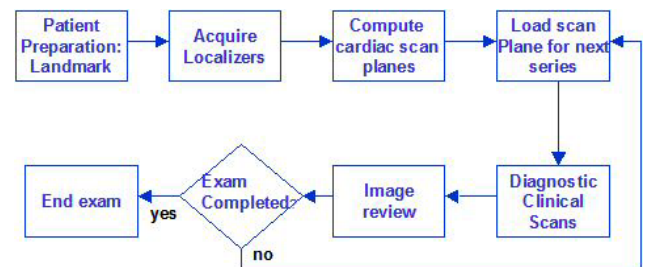 Patient
Preparation:
Landmark
Acquire
Localizers
Compute
cardiac scan
planes
Load scan
Plane for next
series
End exam
yes
Exam
Completed?
no
Image
review
Diagnostic
Clinical
Scans